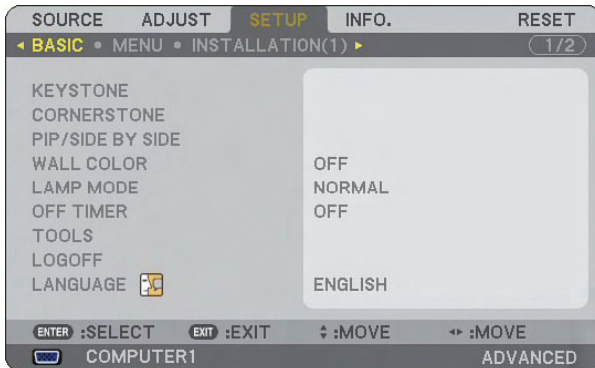 SOURCE ADJUST SETUP INFO. RESET
BASIC • MENU • INSTALLATION(1) 1/2
KEYSTONE
CORNERSTONE
PIP/SIDE BY SIDE
WALL COLOR OFF
LAMP MODE NORMAL
OFF TIMER OFF
TOOLS
LOGOFF
LANGUAGE ENGLISH
ENTER :SELECT EXIT :EXIT :MOVE :MOVE
COMPUTER1 ADVANCED